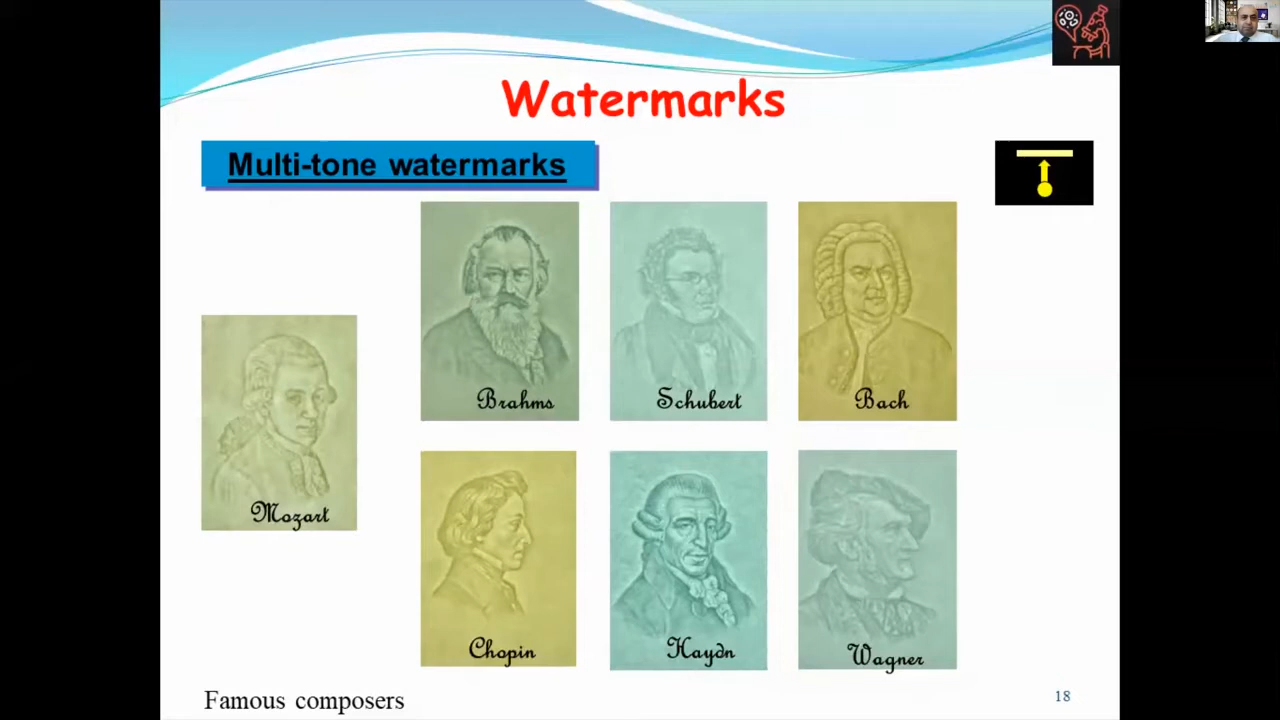 Watermarks
Multi-tone watermarks
Brahms
Schubert
Bach
Mozart
Chopin
Haydn
Wagner
Famous composers
18